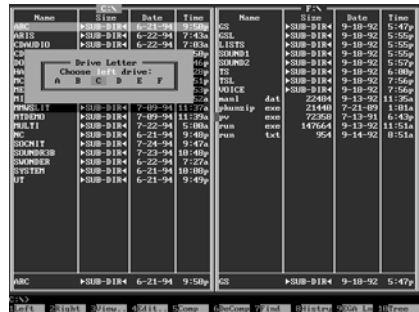 C:\ F:\
Name Size Date Time Name Size Date Time
ARC ►SUB-DIR◄ 6-21-94 9:50p GS ►SUB-DIR◄ 9-18-92 5:47p
ARIS ►SUB-DIR◄ 6-22-94 7:43a GSL ►SUB-DIR◄ 9-18-92 5:55p
CDAUDIO ►SUB-DIR◄ 6-22-94 7:03a LISTS ►SUB-DIR◄ 9-18-92 5:55p
CD SOUND1 ►SUB-DIR◄ 9-18-92 5:55p
DO SOUND2 ►SUB-DIR◄ 9-18-92 5:57p
Drive Letter
Choose left drive:
A B C D E F
TS ►SUB-DIR◄ 9-18-92 6:00p
TSL ►SUB-DIR◄ 9-18-92 7:56p
VOICE ►SUB-DIR◄ 9-18-92 7:56p
man1 dat 22484 9-13-92 11:35a
MMWSLIT ►SUB-DIR◄ 7-09-94 11:37a pkunzip exe 21440 7-21-89 1:01a
MTDEMO ►SUB-DIR◄ 7-09-94 11:39a pv exe 72358 7-13-91 6:43p
MULTI ►SUB-DIR◄ 7-22-94 5:00a run exe 147664 9-13-92 11:51a
NC ►SUB-DIR◄ 6-21-94 9:48p run txt 954 9-14-92 8:51a
SOCNIT ►SUB-DIR◄ 7-24-94 9:47a
SOUNDR3B ►SUB-DIR◄ 7-23-94 10:48p
SWONDER ►SUB-DIR◄ 6-22-94 7:27a
SYSTEM ►SUB-DIR◄ 6-21-94 10:00p
UT ►SUB-DIR◄ 6-21-94 9:49p
ARC ►SUB-DIR◄ 6-21-94 9:50p GS ►SUB-DIR◄ 9-18-92 5:47p
C:\>
1Left 2Right 3View.. 4Edit.. 5Comp 6DeComp 7Find 8Histry 9EGA Ln 10Tree